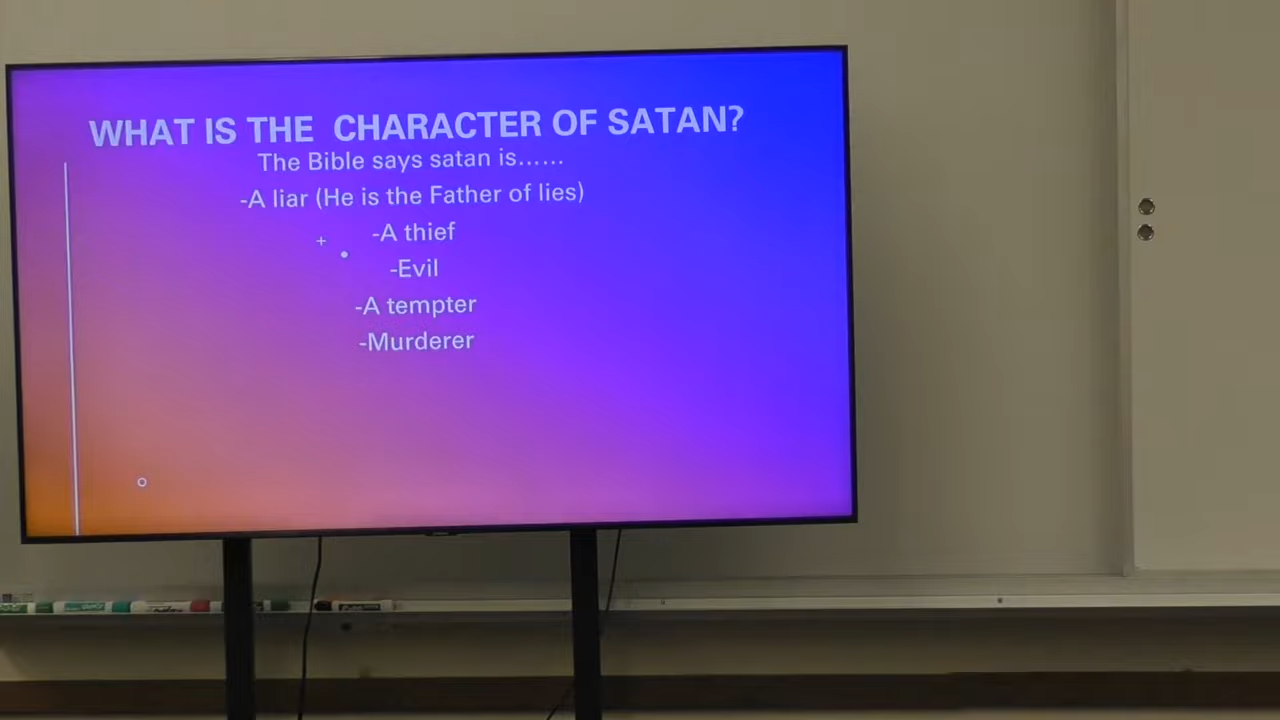 WHAT IS THE CHARACTER OF SATAN?
The Bible says satan is......
-A liar (He is the Father of lies)
-A thief
-Evil
-A tempter
-Murderer